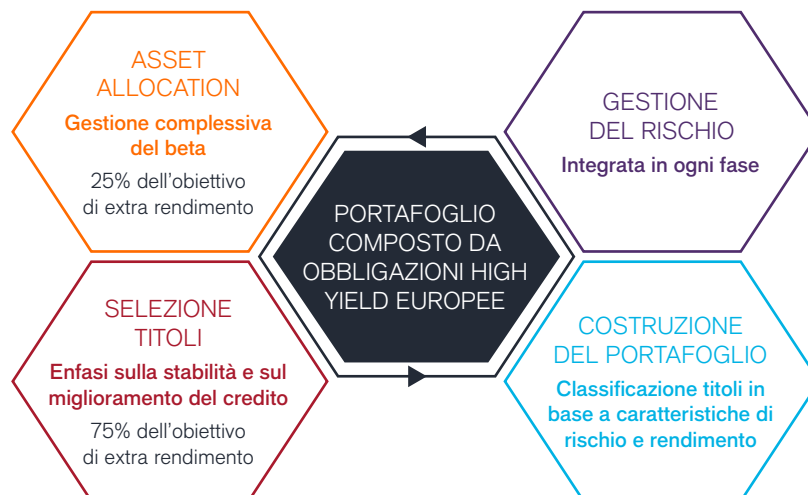 ASSET
ALLOCATION
Gestione complessiva
del beta
25% dell'obiettivo
di extra rendimento
GESTIONE
DEL RISCHIO
Integrata in ogni fase
PORTAFOGLIO
COMPOSTO DA
OBBLIGAZIONI HIGH
YIELD EUROPEE
SELEZIONE
TITOLI
Enfasi sulla stabilità e sul
miglioramento del credito
75% dell'obiettivo
di extra rendimento
COSTRUZIONE
DEL PORTAFOGLIO
Classificazione titoli in
base a caratteristiche di
rischio e rendimento